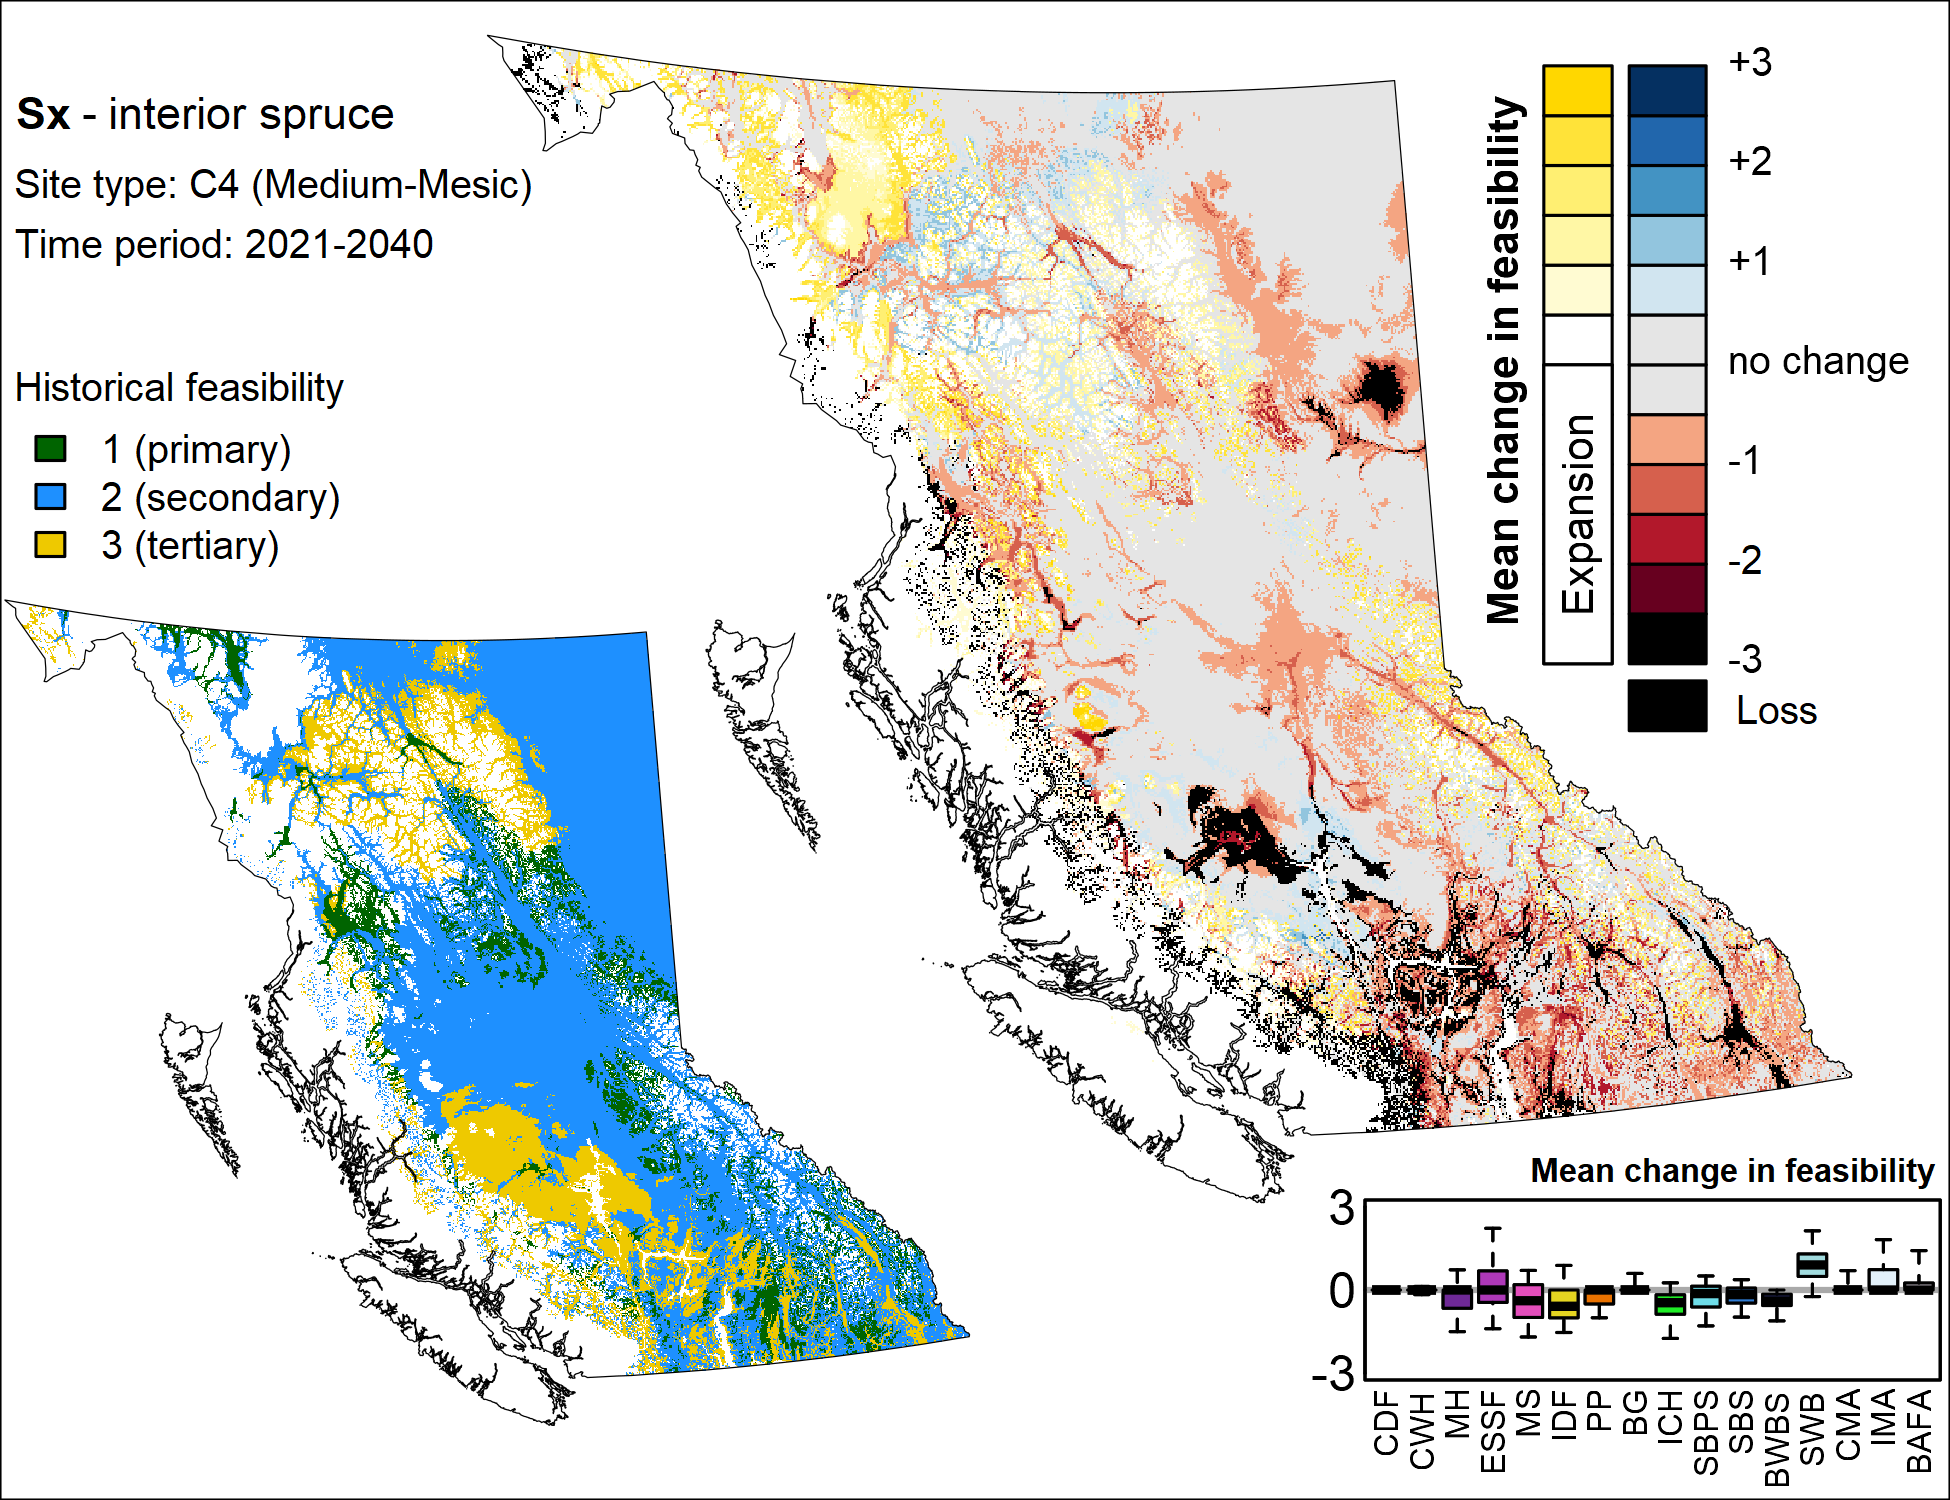 Sx - interior spruce
Site type: C4 (Medium-Mesic)
Time period: 2021-2040
Historical feasibility
1 (primary)
2 (secondary)
3 (tertiary)
Mean change in feasibility
Expansion
+3
+2
+1
no change
-1
-2
-3
Loss
Mean change in feasibility
3
0
-3
CDF
CWH
MH
ESSF
MS
IDF
PP
BG
ICH
SBPS
SBS
BWBS
SWB
CMA
IMA
BAFA